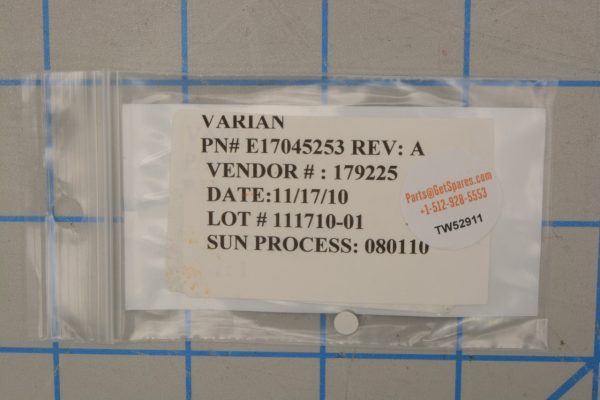 VARIAN
PN# E17045253 REV: A
VENDOR # : 179225
DATE:11/17/10
LOT # 111710-01
SUN PROCESS: 080110
Parts@GetSpares.com
+1-512-928-5553
TW52911